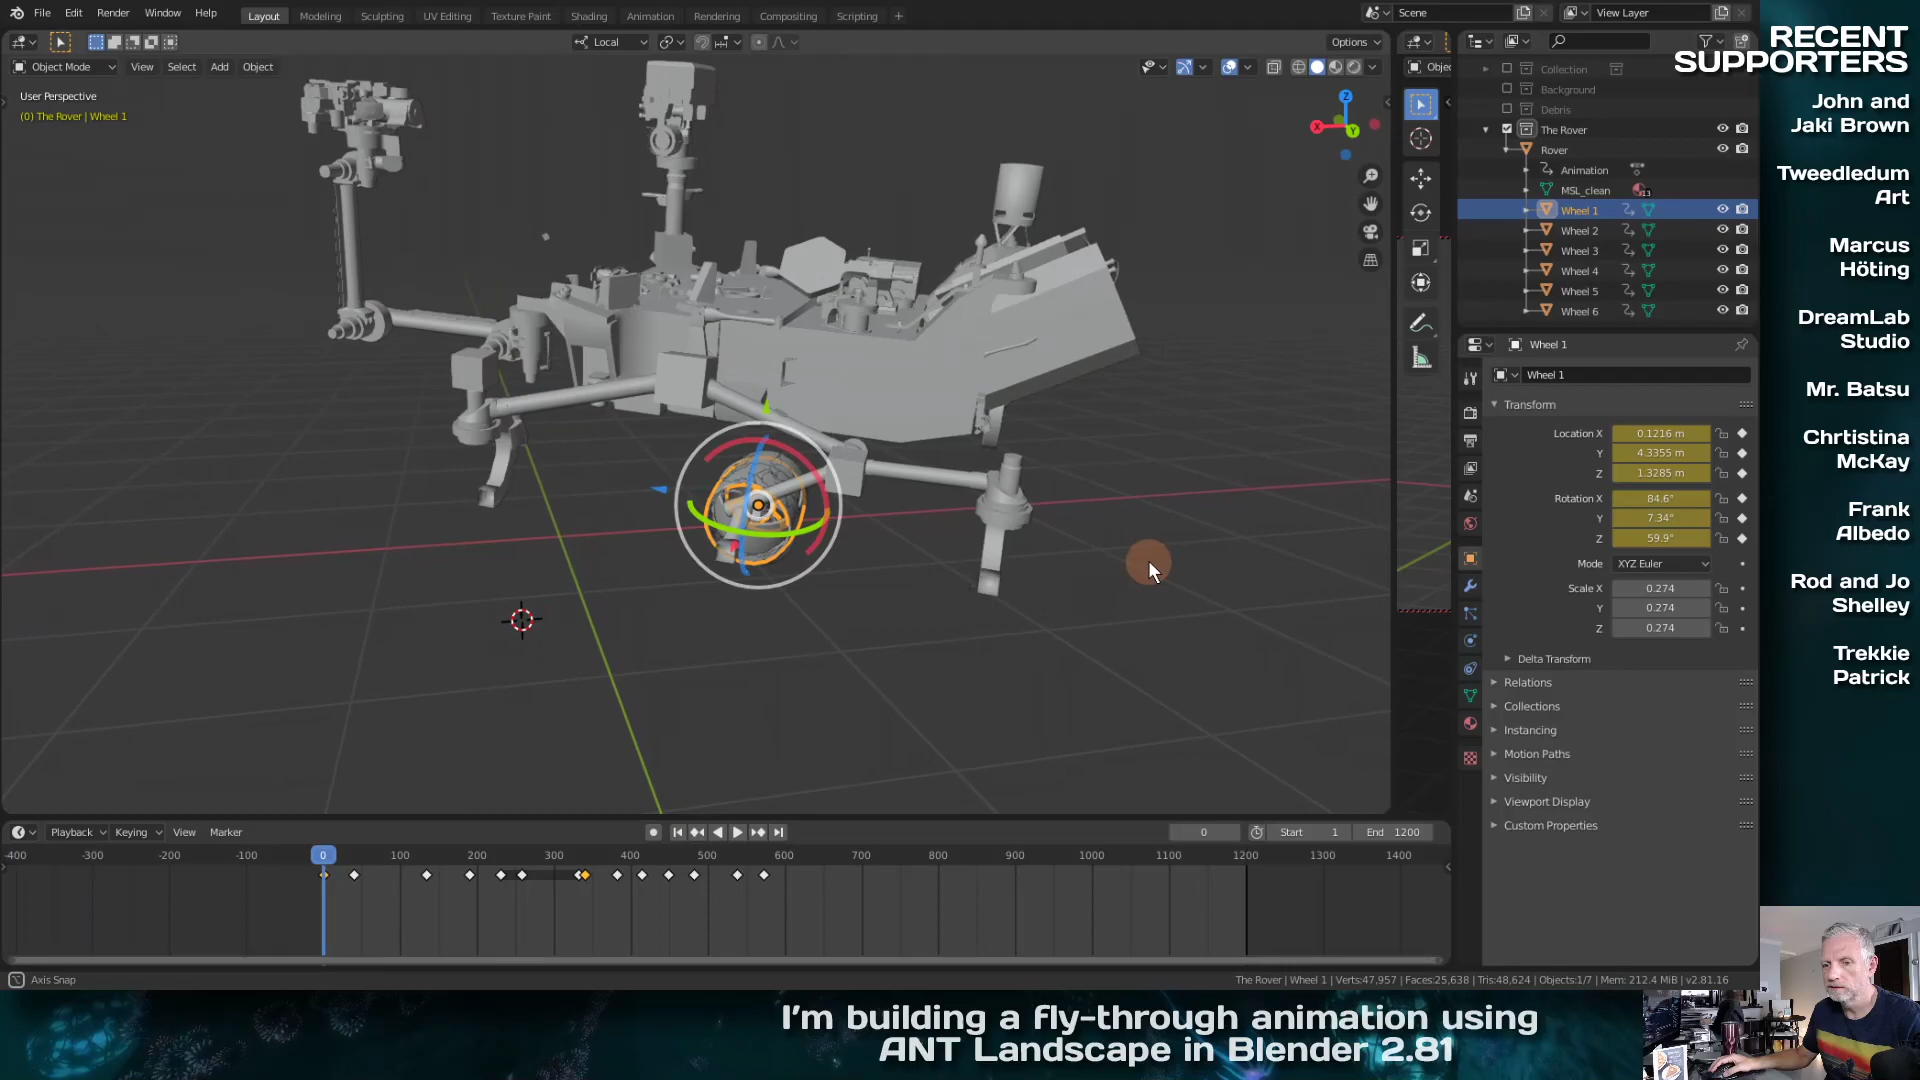 File Edit Render Window Help Layout Modeling Sculpting UV Editing Texture Paint Shading Animation Rendering Compositing Scripting + Scene View Layer
Local Options
Object Mode View Select Add Object Objec
User Perspective
(0) The Rover | Wheel 1
Z
X
Y
Collection
Background
Debris
The Rover
Rover
Animation
MSL_clean 13
Wheel 1
Wheel 2
Wheel 3
Wheel 4
Wheel 5
Wheel 6
Wheel 1
Wheel 1
Transform
Location X 0.1216 m
Y 4.3355 m
Z 1.3285 m
Rotation X 84.6°
Y 7.34°
Z 59.9°
Mode XYZ Euler
Scale X 0.274
Y 0.274
Z 0.274
Delta Transform
Relations
Collections
Instancing
Motion Paths
Visibility
Viewport Display
Custom Properties
Playback Keying View Marker 0 Start 1 End 1200
-400 -300 -200 -100 0 100 200 300 400 500 600 700 800 900 1000 1100 1200 1300 1400
Axis Snap
The Rover | Wheel 1 | Verts:47,957 | Faces:25,638 | Tris:48,624 | Objects:1/7 | Mem: 212.4 MiB | v2.81.16
RECENT
SUPPORTERS
John and
Jaki Brown
Tweedledum
Art
Marcus
Höting
DreamLab
Studio
Mr. Batsu
Chrtistina
McKay
Frank
Albedo
Rod and Jo
Shelley
Trekkie
Patrick
I'm building a fly-through animation using
ANT Landscape in Blender 2.81